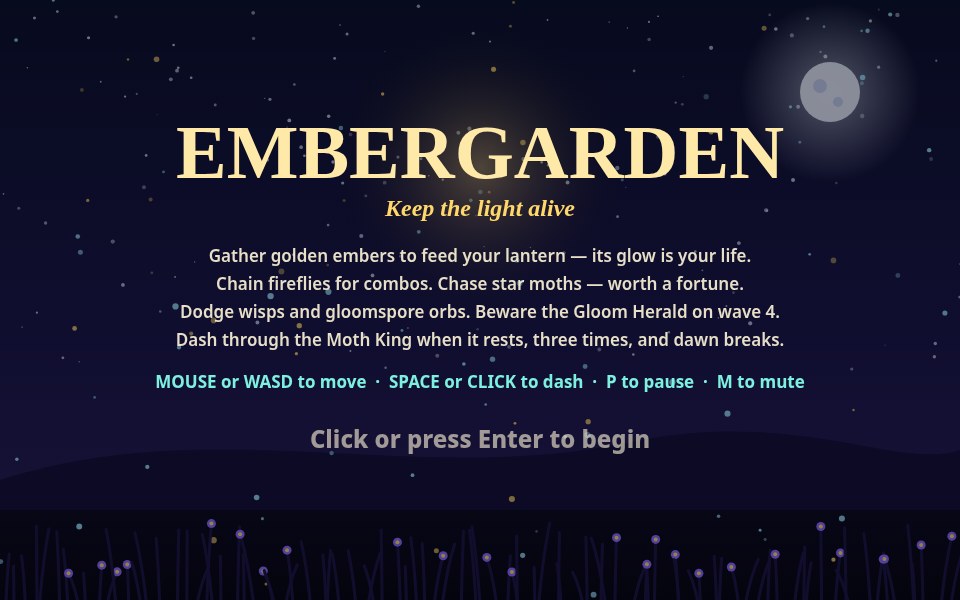 EMBERGARDEN
Keep the light alive
Gather golden embers to feed your lantern — its glow is your life.
Chain fireflies for combos. Chase star moths — worth a fortune.
Dodge wisps and gloomspore orbs. Beware the Gloom Herald on wave 4.
Dash through the Moth King when it rests, three times, and dawn breaks.
MOUSE or WASD to move · SPACE or CLICK to dash · P to pause · M to mute
Click or press Enter to begin